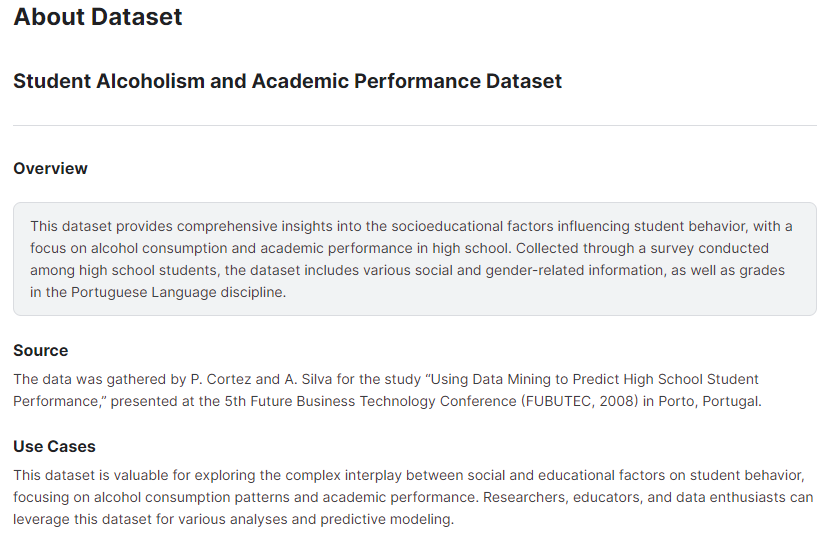 About Dataset
Student Alcoholism and Academic Performance Dataset
Overview
This dataset provides comprehensive insights into the socioeducational factors influencing student behavior, with a
focus on alcohol consumption and academic performance in high school. Collected through a survey conducted
among high school students, the dataset includes various social and gender-related information, as well as grades
in the Portuguese Language discipline.
Source
The data was gathered by P. Cortez and A. Silva for the study “Using Data Mining to Predict High School Student
Performance,” presented at the 5th Future Business Technology Conference (FUBUTEC, 2008) in Porto, Portugal.
Use Cases
This dataset is valuable for exploring the complex interplay between social and educational factors on student behavior,
focusing on alcohol consumption patterns and academic performance. Researchers, educators, and data enthusiasts can
leverage this dataset for various analyses and predictive modeling.